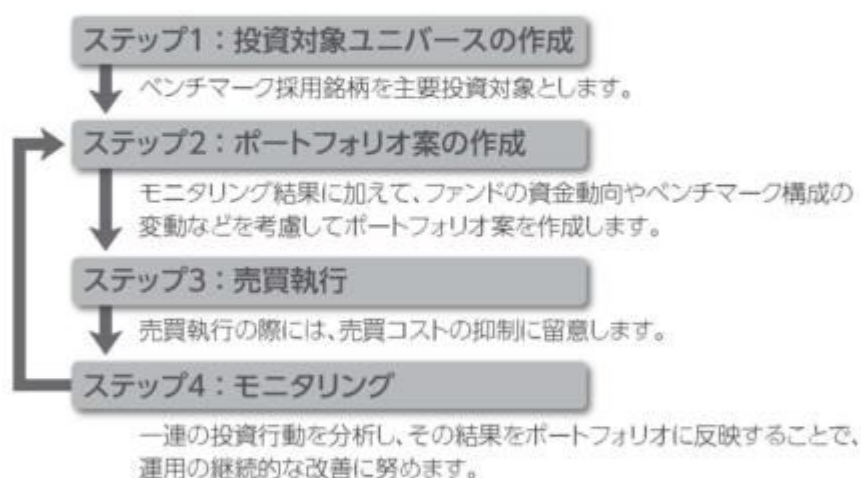 ステップ1：投資対象ユニバースの作成
ベンチマーク採用銘柄を主要投資対象とします。
ステップ2：ポートフォリオ案の作成
モニタリング結果に加えて、ファンドの資金動向やベンチマーク構成の
変動などを考慮してポートフォリオ案を作成します。
ステップ3：売買執行
売買執行の際には、売買コストの抑制に留意します。
ステップ4：モニタリング
一連の投資行動を分析し、その結果をポートフォリオに反映することで、
運用の継続的な改善に努めます。